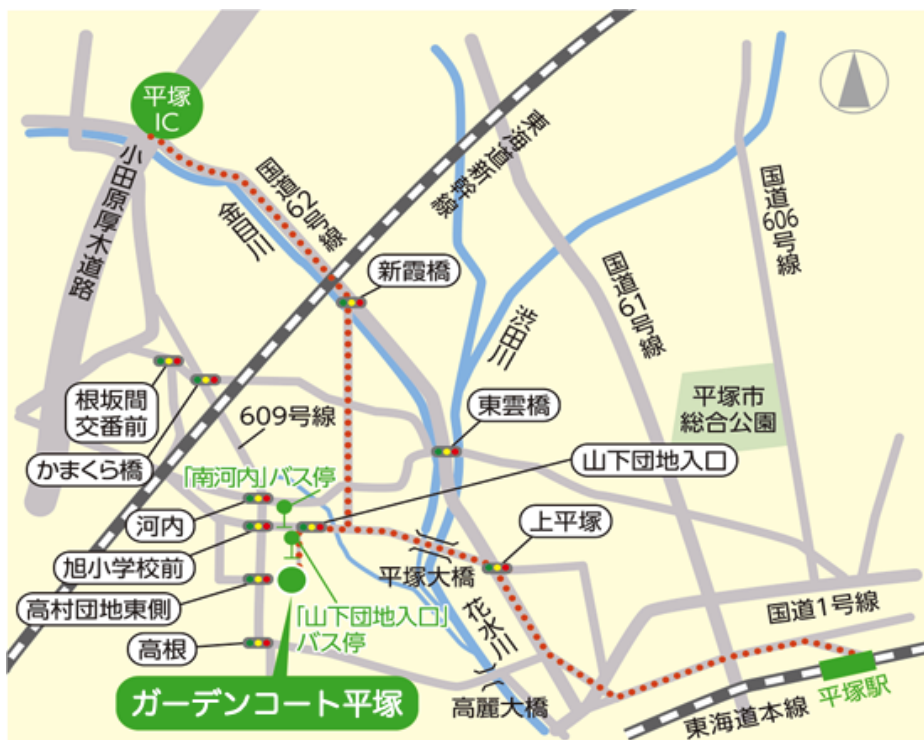 平塚
IC
小田原厚木道路
国道62号線
金目川
東海道新幹線
国道606号線
国道61号線
渋田川
新霞橋
根坂間
交番前
かまくら橋
609号線
東雲橋
平塚市
総合公園
「南河内」バス停
山下団地入口
河内
旭小学校前
上平塚
平塚大橋
高村団地東側
「山下団地入口」
バス停
花水川
国道1号線
高根
ガーデンコート平塚
高麗大橋
東海道本線
平塚駅